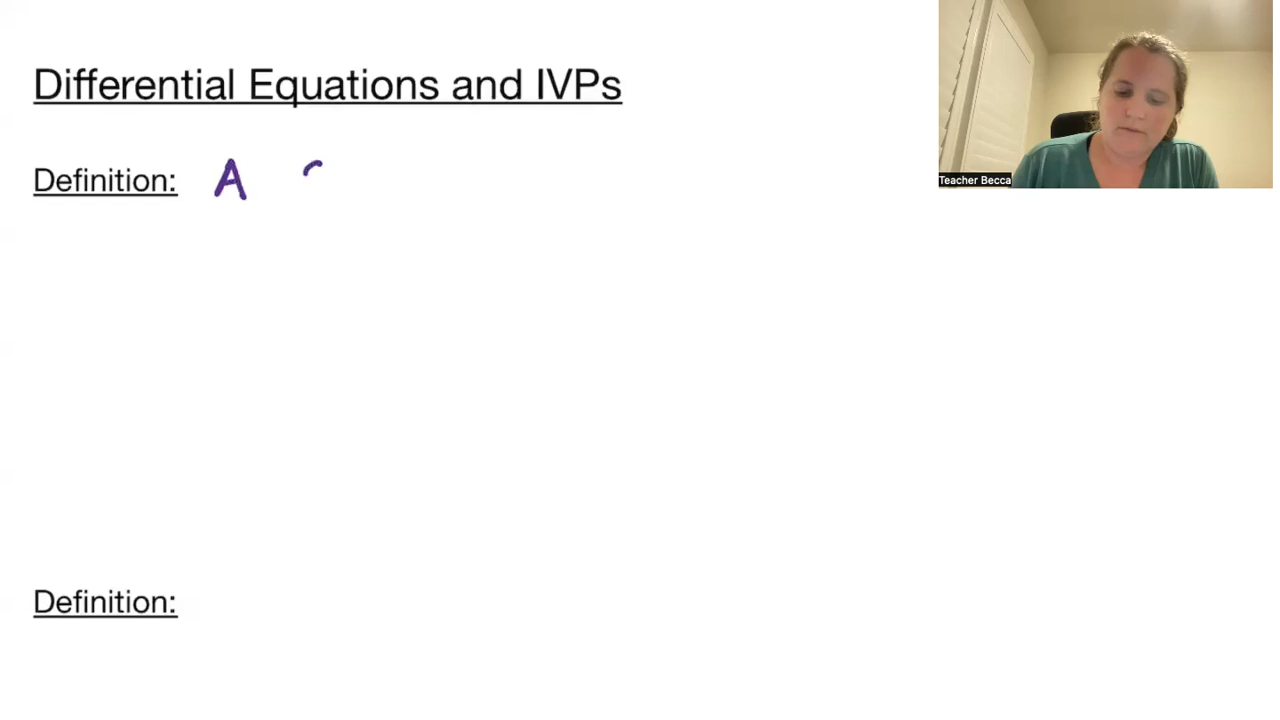 Differential Equations and IVPs
Definition: A
Teacher Becca
Definition: